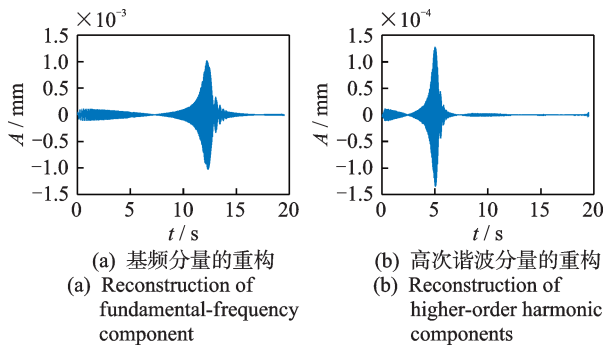 ×10⁻³
1.5
1.0
0.5
0
−0.5
−1.0
−1.5
A / mm
0 5 10 15 20
t / s
(a) 基频分量的重构
(a) Reconstruction of
fundamental-frequency
component
×10⁻⁴
1.5
1.0
0.5
0
−0.5
−1.0
−1.5
A / mm
0 5 10 15 20
t / s
(b) 高次谐波分量的重构
(b) Reconstruction of
higher-order harmonic
components